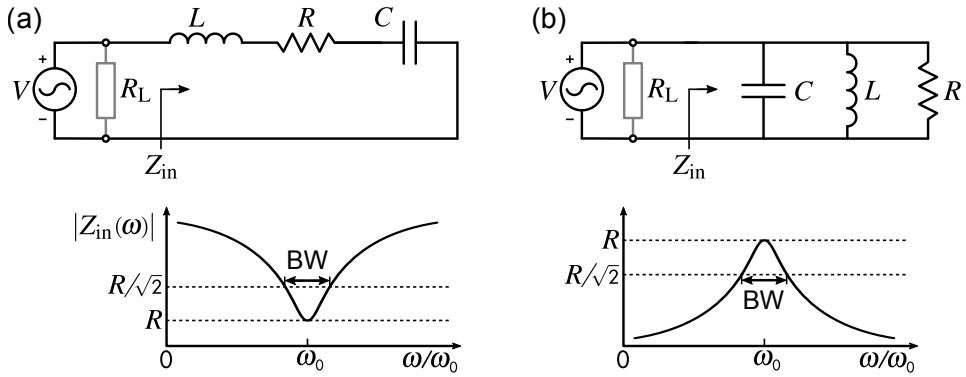 (a)
L R C
+
V
−
R_L
Z_in
|Z_in(ω)|
R/√2
R
BW
0 ω_0 ω/ω_0
(b)
+
V
−
R_L
C L R
Z_in
R
R/√2
BW
0 ω_0 ω/ω_0